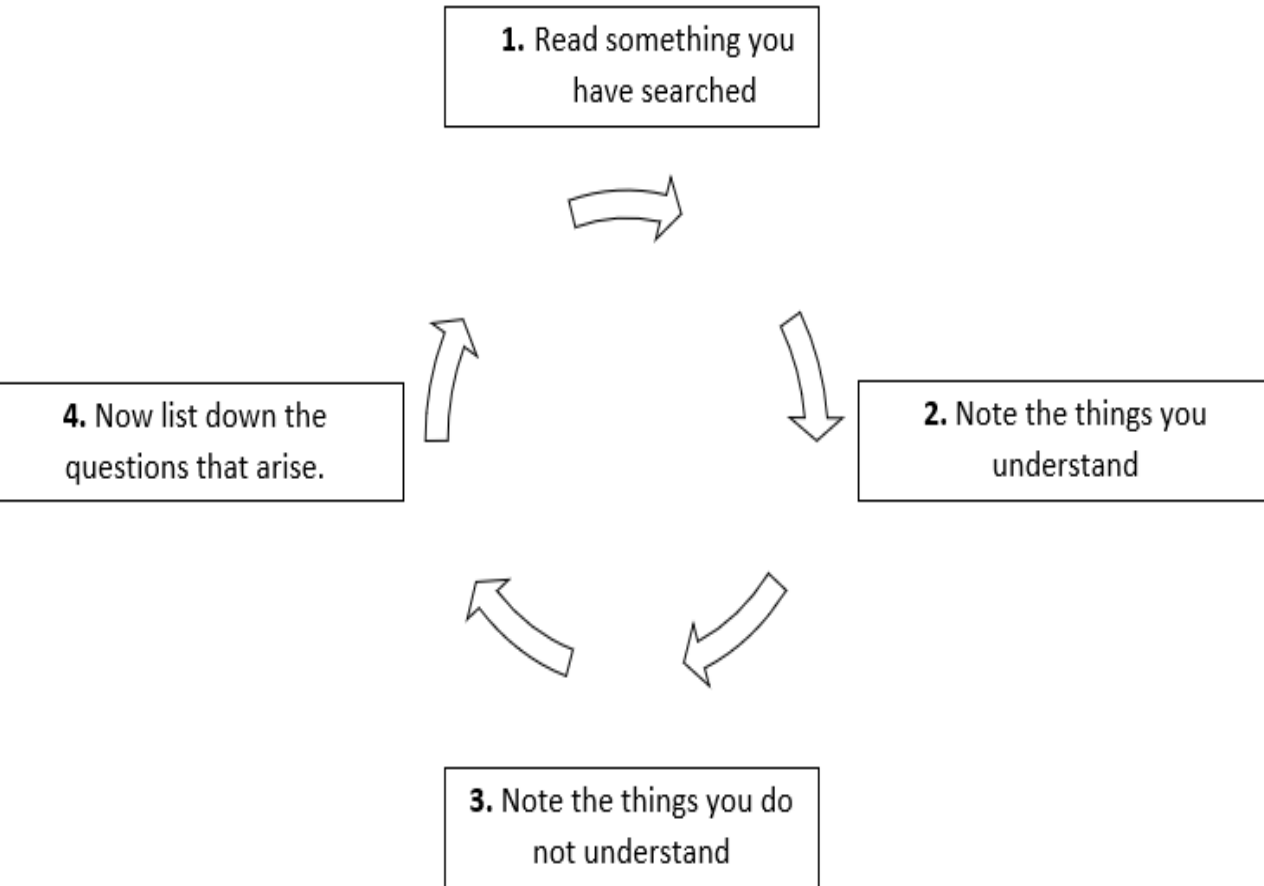 1. Read something you
have searched
2. Note the things you
understand
3. Note the things you do
not understand
4. Now list down the
questions that arise.